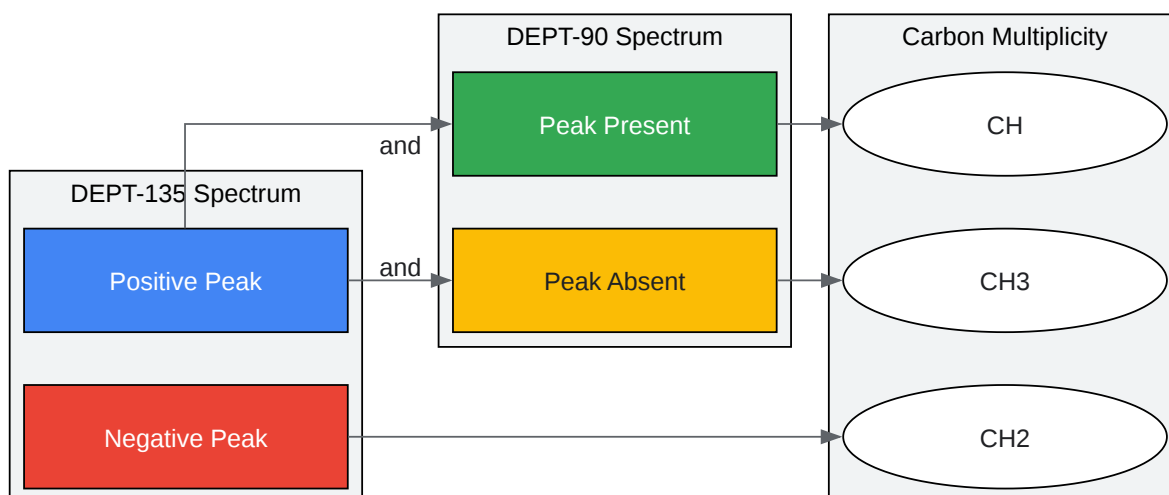 DEPT-90 Spectrum
Carbon Multiplicity
Peak Present
CH
and
DEPT-135 Spectrum
Positive Peak
and
Peak Absent
CH3
Negative Peak
CH2